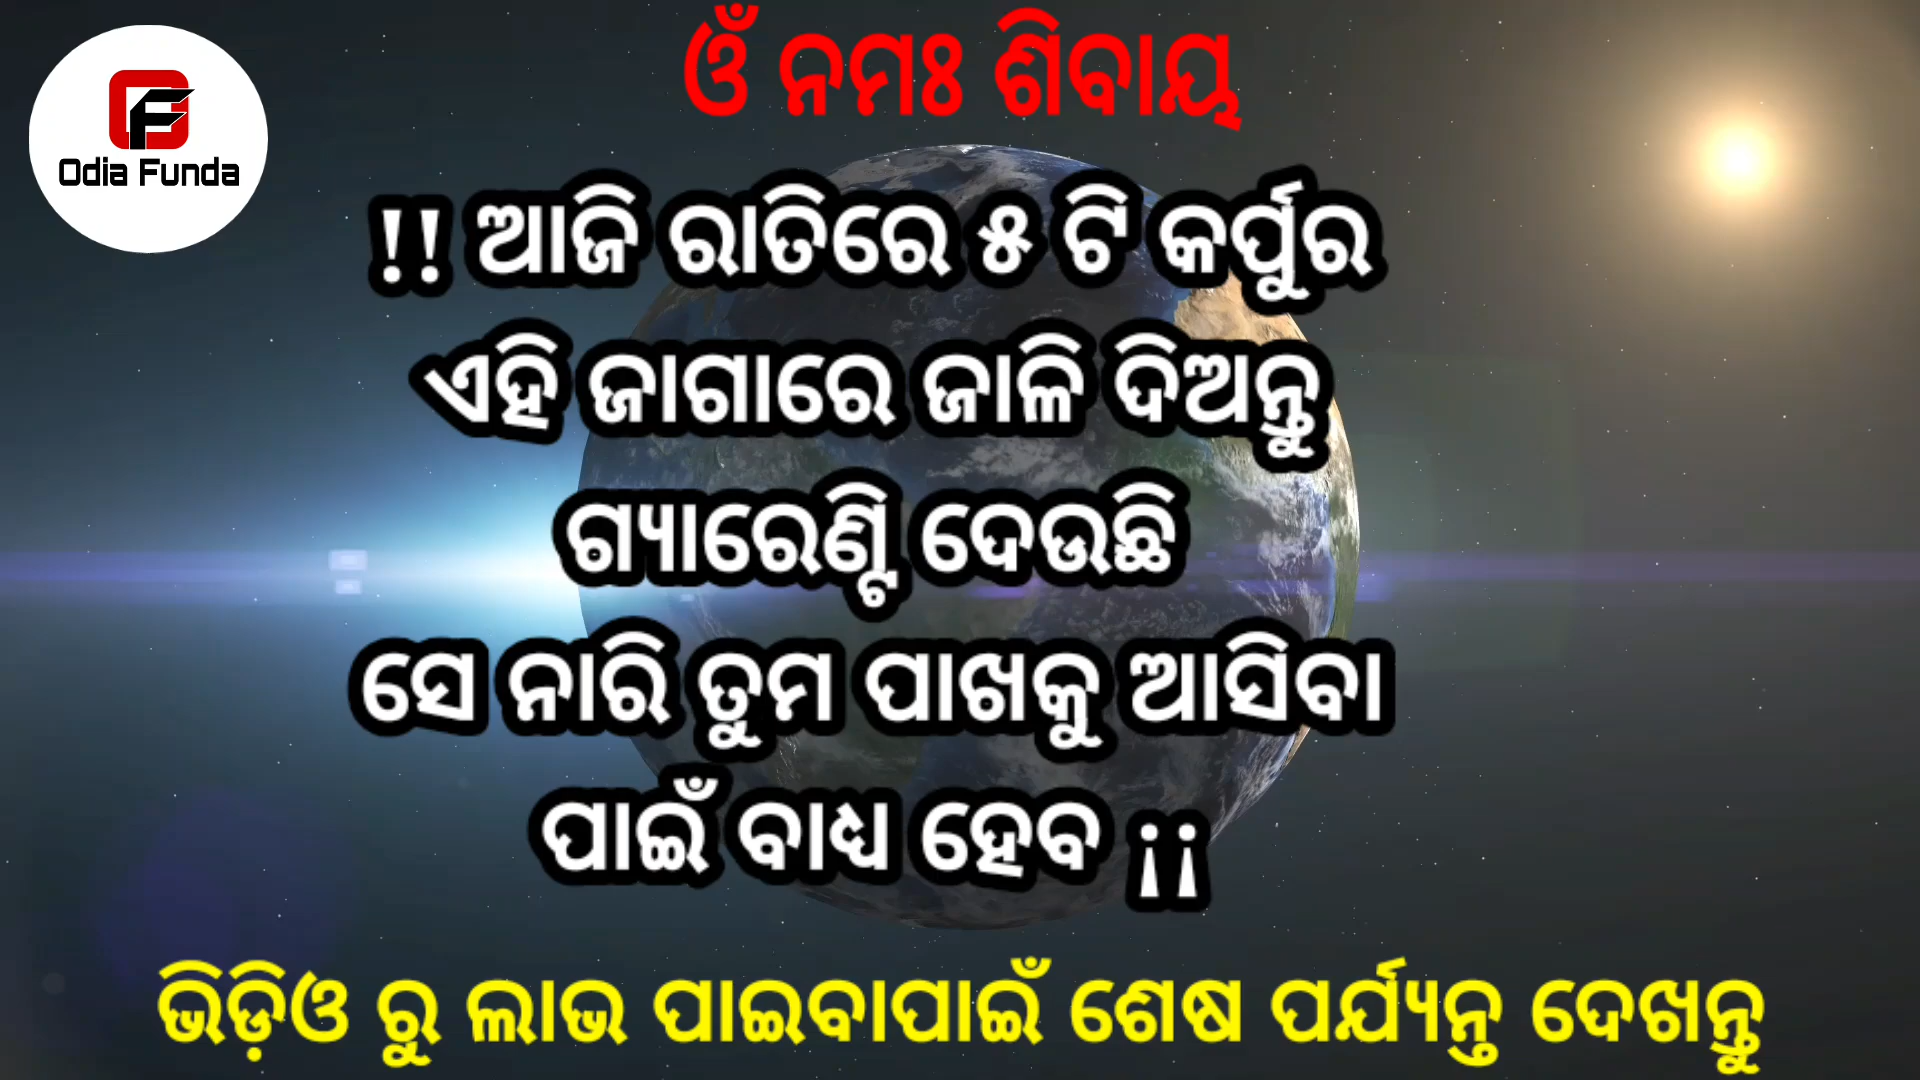 ଓଁ ନମଃ ଶିବାୟ
Odia Funda
!! ଆଜି ରାତିରେ ୫ ଟି କର୍ପୁର
ଏହି ଜାଗାରେ ଜାଳି ଦିଅନ୍ତୁ
ଗ୍ୟାରେଣ୍ଟି ଦେଉଛି
ସେ ନାରି ତୁମ ପାଖକୁ ଆସିବା
ପାଇଁ ବାଧ୍ୟ ହେବ ¡¡
ଭିଡ଼ିଓ ରୁ ଲାଭ ପାଇବାପାଇଁ ଶେଷ ପର୍ଯ୍ୟନ୍ତ ଦେଖନ୍ତୁ